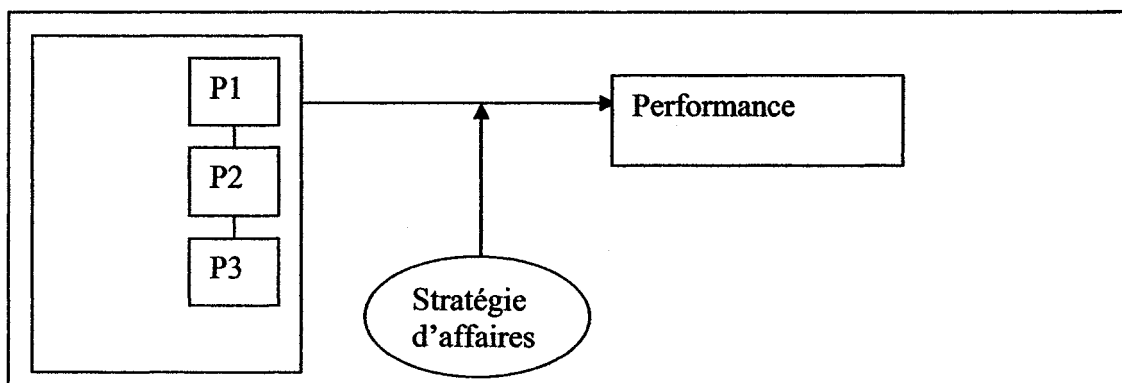 P1
P2
P3
Performance
Stratégie
d'affaires